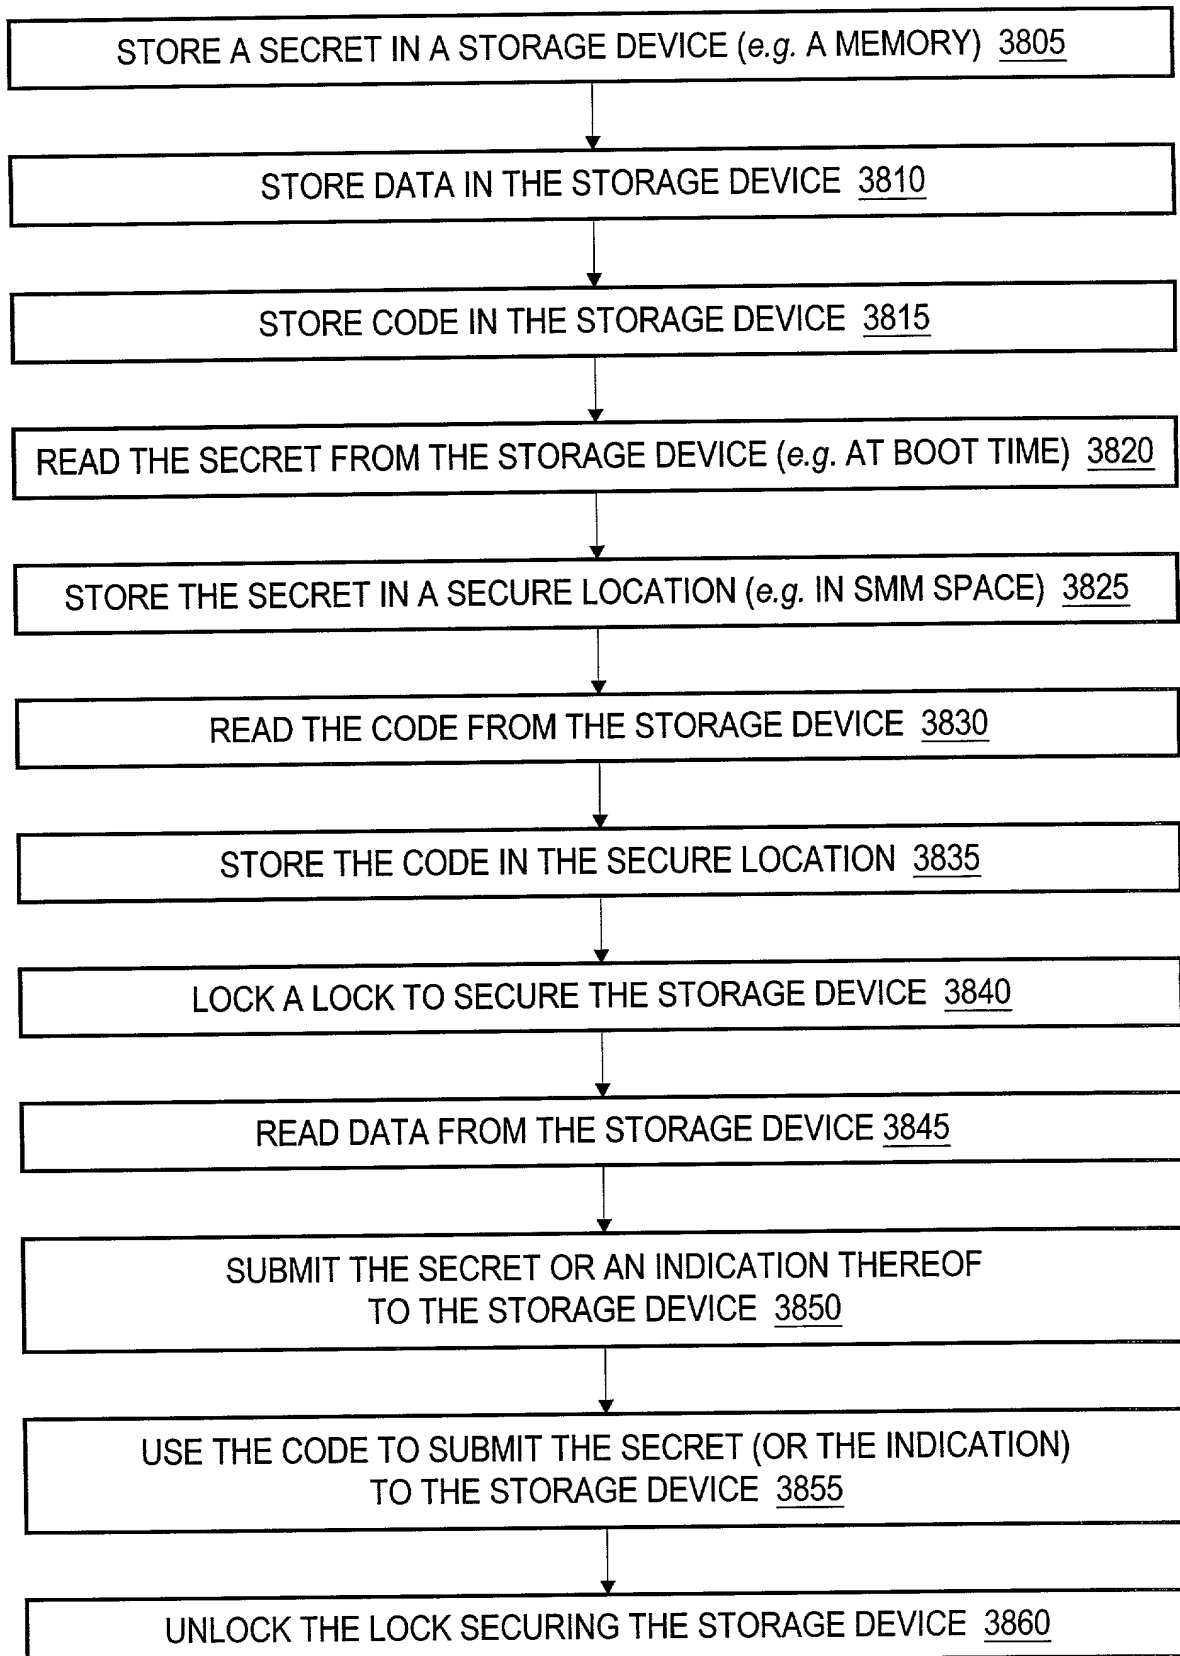 STORE A SECRET IN A STORAGE DEVICE (e.g. A MEMORY) 3805
STORE DATA IN THE STORAGE DEVICE 3810
STORE CODE IN THE STORAGE DEVICE 3815
READ THE SECRET FROM THE STORAGE DEVICE (e.g. AT BOOT TIME) 3820
STORE THE SECRET IN A SECURE LOCATION (e.g. IN SMM SPACE) 3825
READ THE CODE FROM THE STORAGE DEVICE 3830
STORE THE CODE IN THE SECURE LOCATION 3835
LOCK A LOCK TO SECURE THE STORAGE DEVICE 3840
READ DATA FROM THE STORAGE DEVICE 3845
SUBMIT THE SECRET OR AN INDICATION THEREOF
TO THE STORAGE DEVICE 3850
USE THE CODE TO SUBMIT THE SECRET (OR THE INDICATION)
TO THE STORAGE DEVICE 3855
UNLOCK THE LOCK SECURING THE STORAGE DEVICE 3860